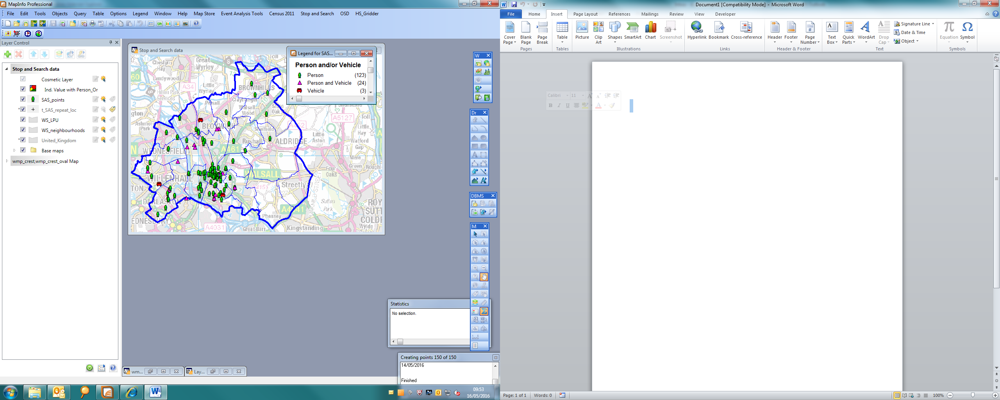 MapInfo Professional
File Edit Tools Objects Query Table Options Legend Window Help Map Store Event Analysis Tools Census 2011 Stop and Search OSD HS_Gridder
Layer Control
Stop and Search data
Cosmetic Layer
Ind. Value with Person_Or
SAS_points
*t_SAS_repeat_loc
WS_LPU
WS_neighbourhoods
*United_Kingdom
Base maps
wmp_crest,wmp_crest_oval Map
Stop and Search data
Legend for SAS...
Person and/or Vehicle
Person (123)
Person and Vehicle (24)
Vehicle (3)
Cheslyn Hay
Great Wyrley
Landywood
A34
Little Wyrley
BROWNHILLS
Hilton Park Services
Pelsall
Clayhanger
Walsall Wood
Shire Oak
Ashmore Park
BLOXWICH
Shelfield
A452
A5127
Toll
Little Hay
Little Aston
Watford Gap
Rushall
ALDRIDGE
WEDNESFIELD
A461
Mere Green
Four Oaks
WALSALL
WILLENHALL
Streetly
A4151
DARLASTON
Sutton Park
A4041
Pheasey
A4031
Great Barr
Kingstanding
Wylde
W
Dr
DBMS
M
Statistics
No selection.
Creating points 150 of 150
14/05/2016
Finished
wm...
Lay...
09:53
16/05/2016
Document1 [Compatibility Mode] - Microsoft Word
File Home Insert Page Layout References Mailings Review View Developer
Cover Page
Blank Page
Page Break
Table
Picture
Clip Art
Shapes
SmartArt
Chart
Screenshot
Hyperlink
Bookmark
Cross-reference
Header
Footer
Page Number
Text Box
Quick Parts
WordArt
Drop Cap
Signature Line
Date & Time
Object
Equation
Symbol
Pages Tables Illustrations Links Header & Footer Text Symbols
Calibri 11
B I U
Page: 1 of 1 Words: 0
100%